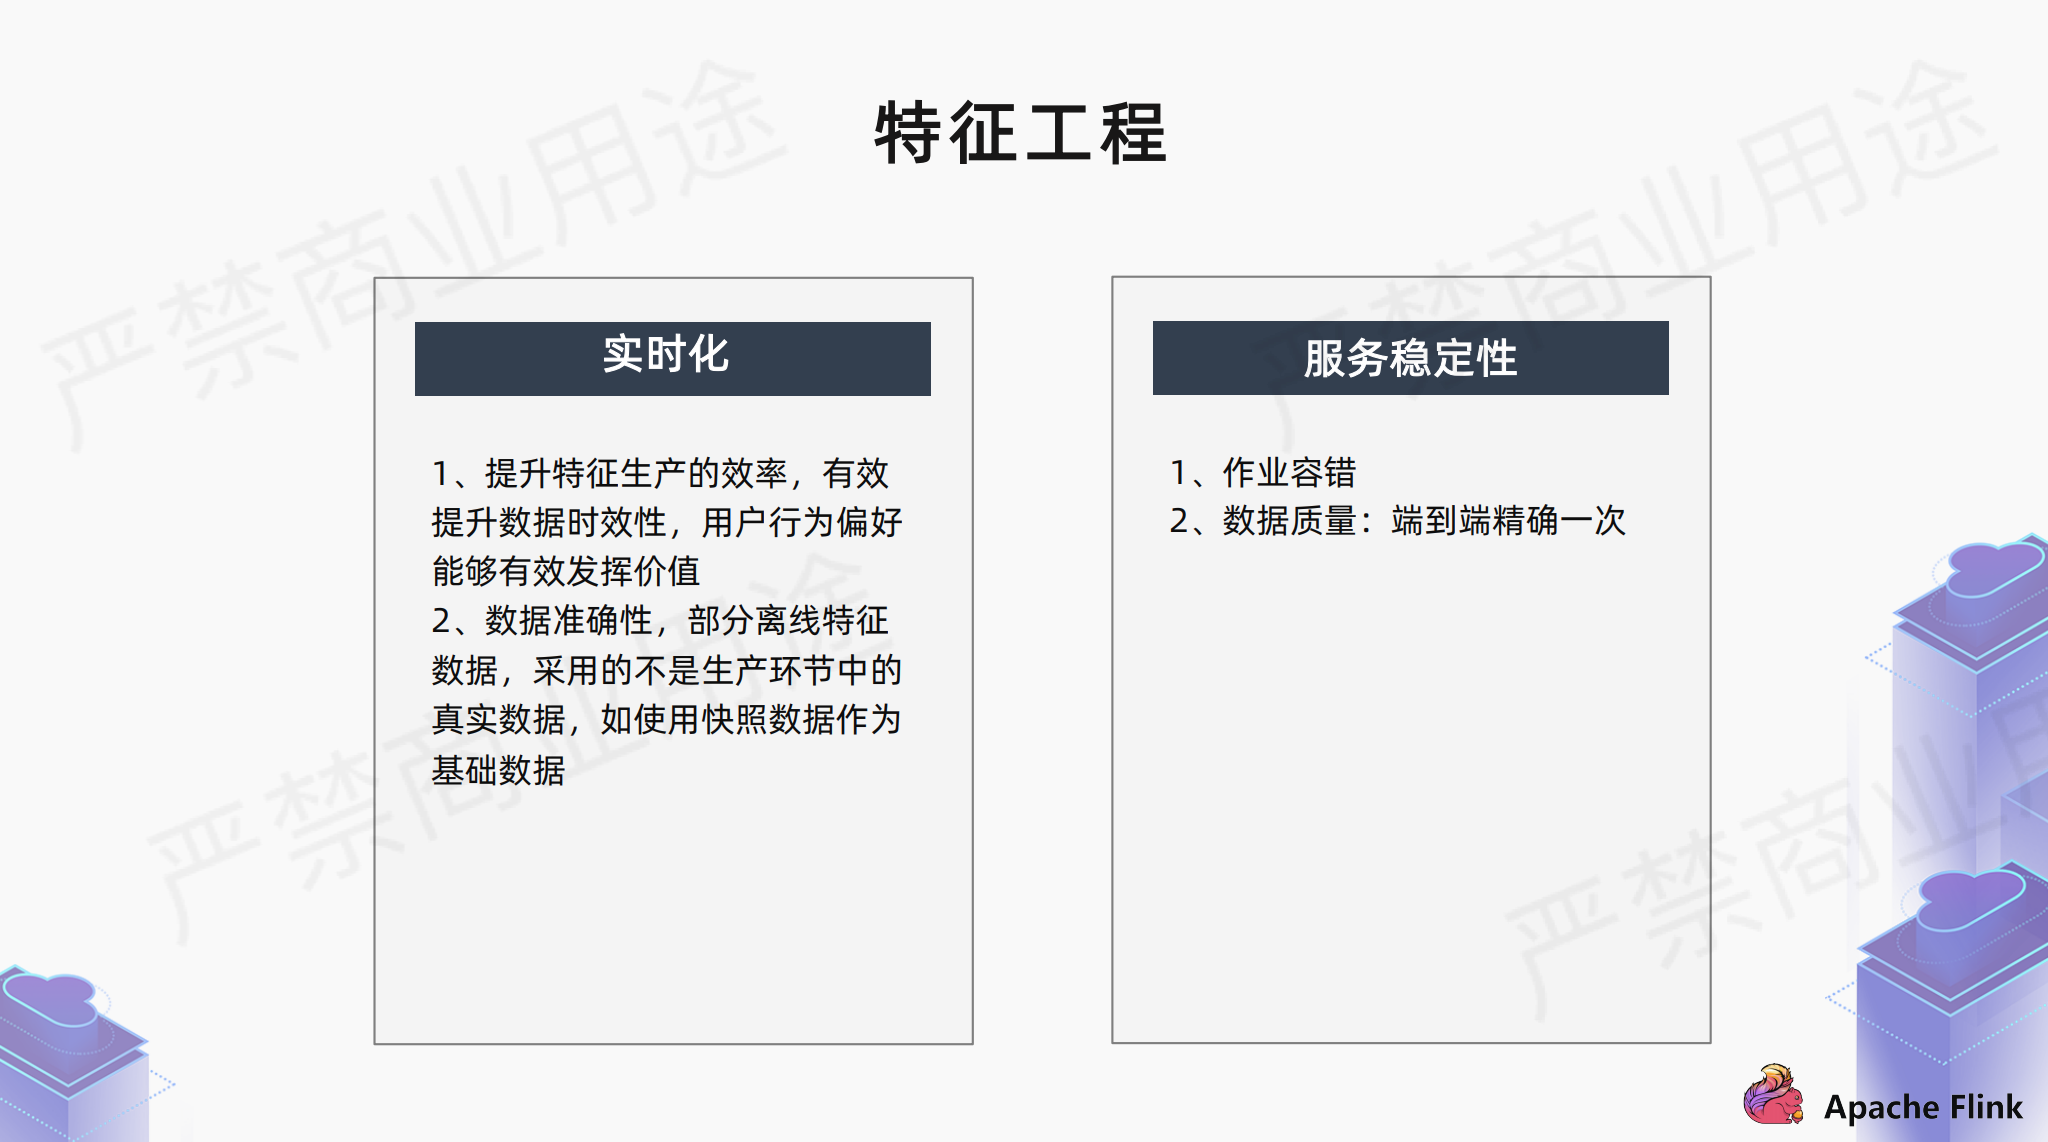 特征工程
实时化
1、提升特征生产的效率，有效
提升数据时效性，用户行为偏好
能够有效发挥价值
2、数据准确性，部分离线特征
数据，采用的不是生产环节中的
真实数据，如使用快照数据作为
基础数据
服务稳定性
1、作业容错
2、数据质量：端到端精确一次
Apache Flink
严禁商业用途
严禁商业用途
严禁商业用途
严禁商业用